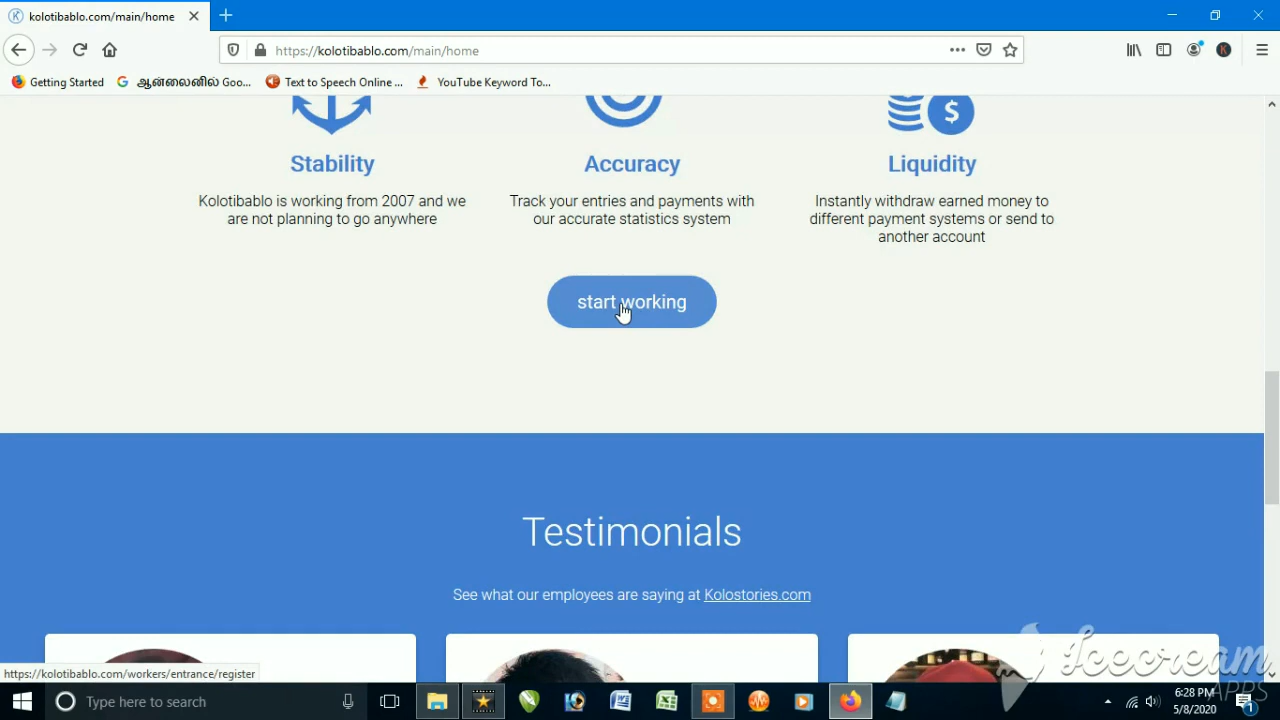 kolotibablo.com/main/home
https://kolotibablo.com/main/home
Getting Started
ஆன்லைனில் Goo...
Text to Speech Online ...
YouTube Keyword To...
Stability
Kolotibablo is working from 2007 and we
are not planning to go anywhere
Accuracy
Track your entries and payments with
our accurate statistics system
Liquidity
Instantly withdraw earned money to
different payment systems or send to
another account
start working
Testimonials
See what our employees are saying at Kolostories.com
https://kolotibablo.com/workers/entrance/register
Icecream
APPS
Type here to search
6:28 PM
5/8/2020
1